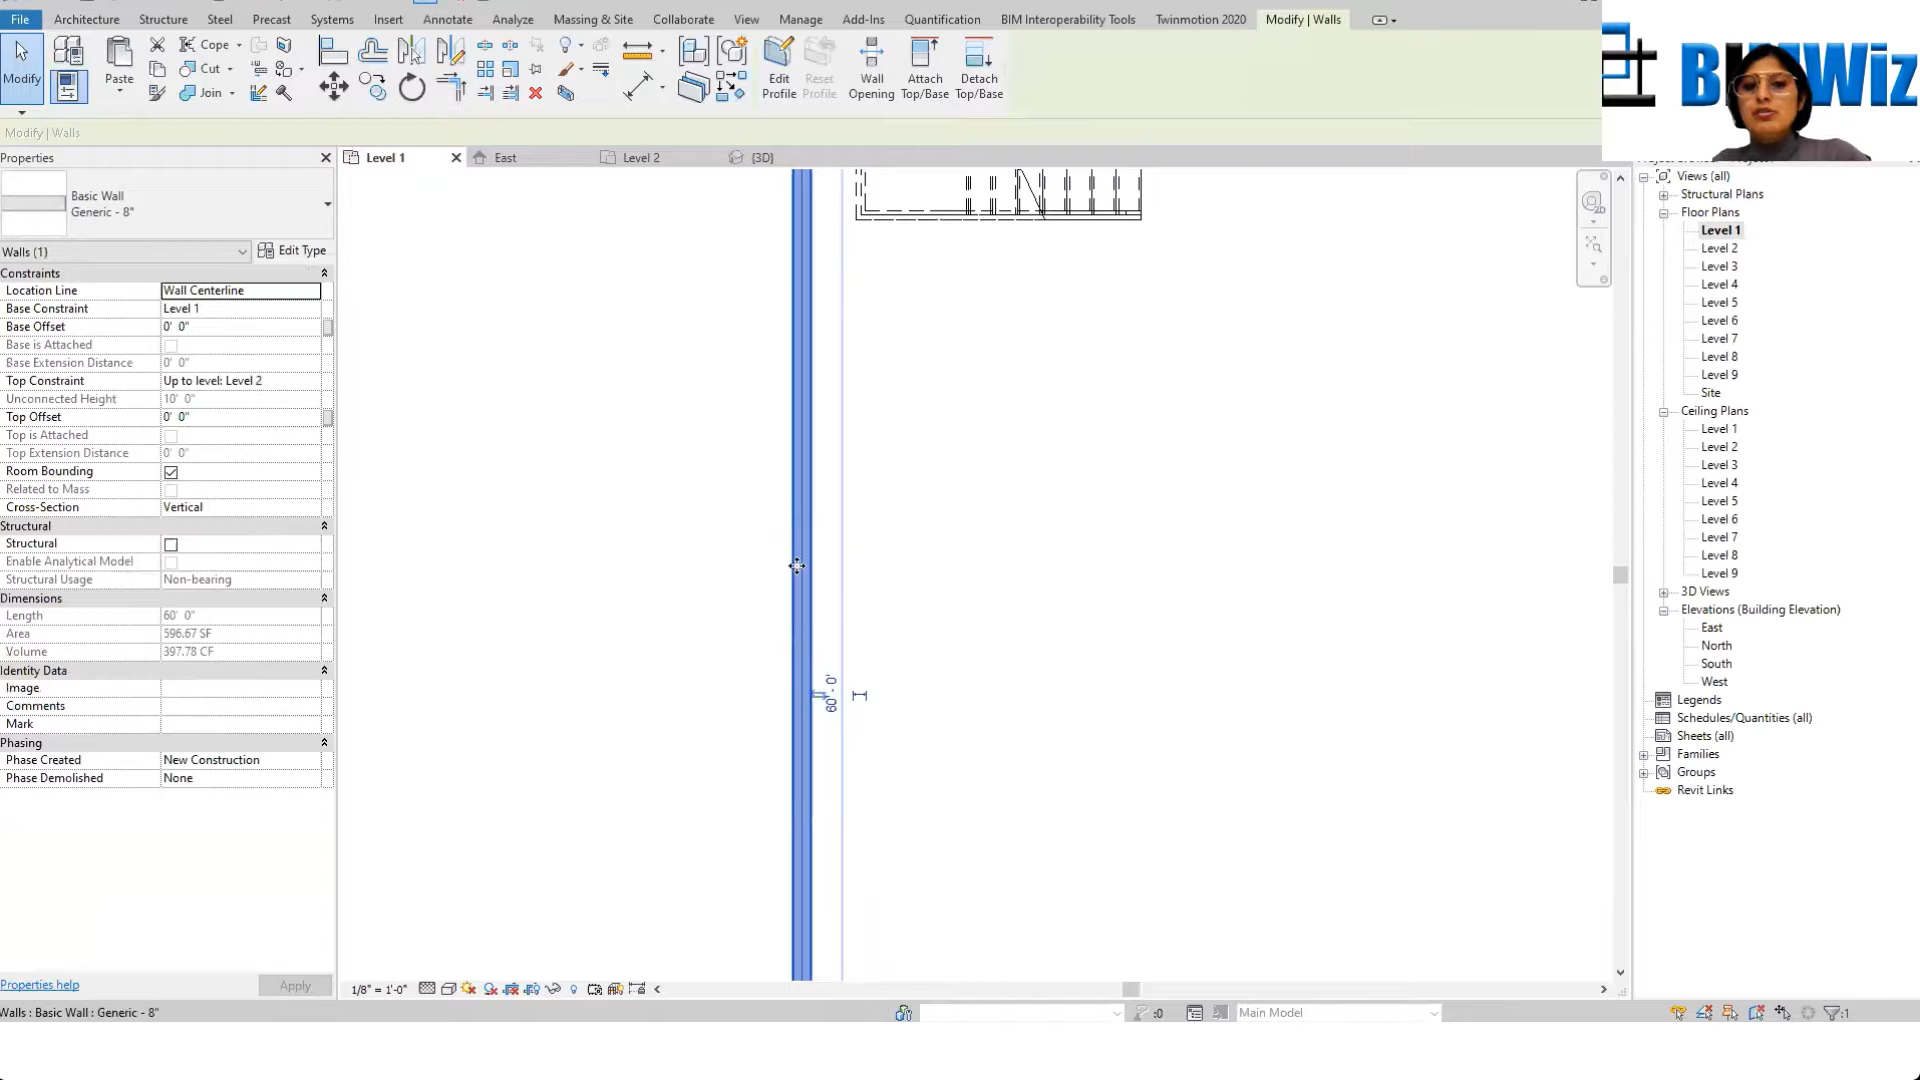 File Architecture Structure Steel Precast Systems Insert Annotate Analyze Massing & Site Collaborate View Manage Add-Ins Quantification BIM Interoperability Tools Twinmotion 2020 Modify | Walls
Modify
Paste
Cope
Cut
Join
Edit Profile
Reset Profile
Wall Opening
Attach Top/Base
Detach Top/Base
Modify | Walls
Properties
Level 1 East Level 2 {3D}
Basic Wall
Generic - 8"
Walls (1) Edit Type
Constraints
Location Line Wall Centerline
Base Constraint Level 1
Base Offset 0' 0"
Base is Attached
Base Extension Distance 0' 0"
Top Constraint Up to level: Level 2
Unconnected Height 10' 0"
Top Offset 0' 0"
Top is Attached
Top Extension Distance 0' 0"
Room Bounding
Related to Mass
Cross-Section Vertical
Structural
Structural
Enable Analytical Model
Structural Usage Non-bearing
Dimensions
Length 60' 0"
Area 596.67 SF
Volume 397.78 CF
Identity Data
Image
Comments
Mark
Phasing
Phase Created New Construction
Phase Demolished None
Properties help Apply
60' - 0"
2D
1/8" = 1'-0"
Walls : Basic Wall : Generic - 8"
:0
Main Model
:1
Views (all)
Structural Plans
Floor Plans
Level 1
Level 2
Level 3
Level 4
Level 5
Level 6
Level 7
Level 8
Level 9
Site
Ceiling Plans
Level 1
Level 2
Level 3
Level 4
Level 5
Level 6
Level 7
Level 8
Level 9
3D Views
Elevations (Building Elevation)
East
North
South
West
Legends
Schedules/Quantities (all)
Sheets (all)
Families
Groups
Revit Links